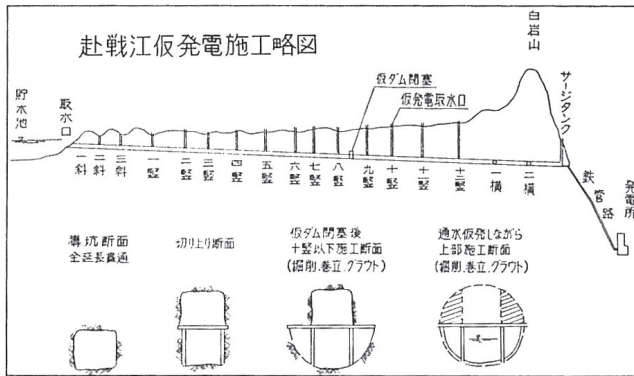 赴戦江仮発電施工略図
白岩山
サージタンク
仮ダム閉塞
仮発電取水口
貯水池
取水口
一斜
二斜
三斜
一竪
二竪
三竪
四竪
五竪
六竪
七竪
八竪
九竪
十竪
十一竪
十二竪
一横
二横
鉄管路
発電所
導坑断面
全延長貫通
切り上り断面
仮ダム閉塞後
十竪以下施工断面
(掘削.巻立.グラウト)
通水仮発しながら
上部施工断面
(掘削.巻立.グラウト)